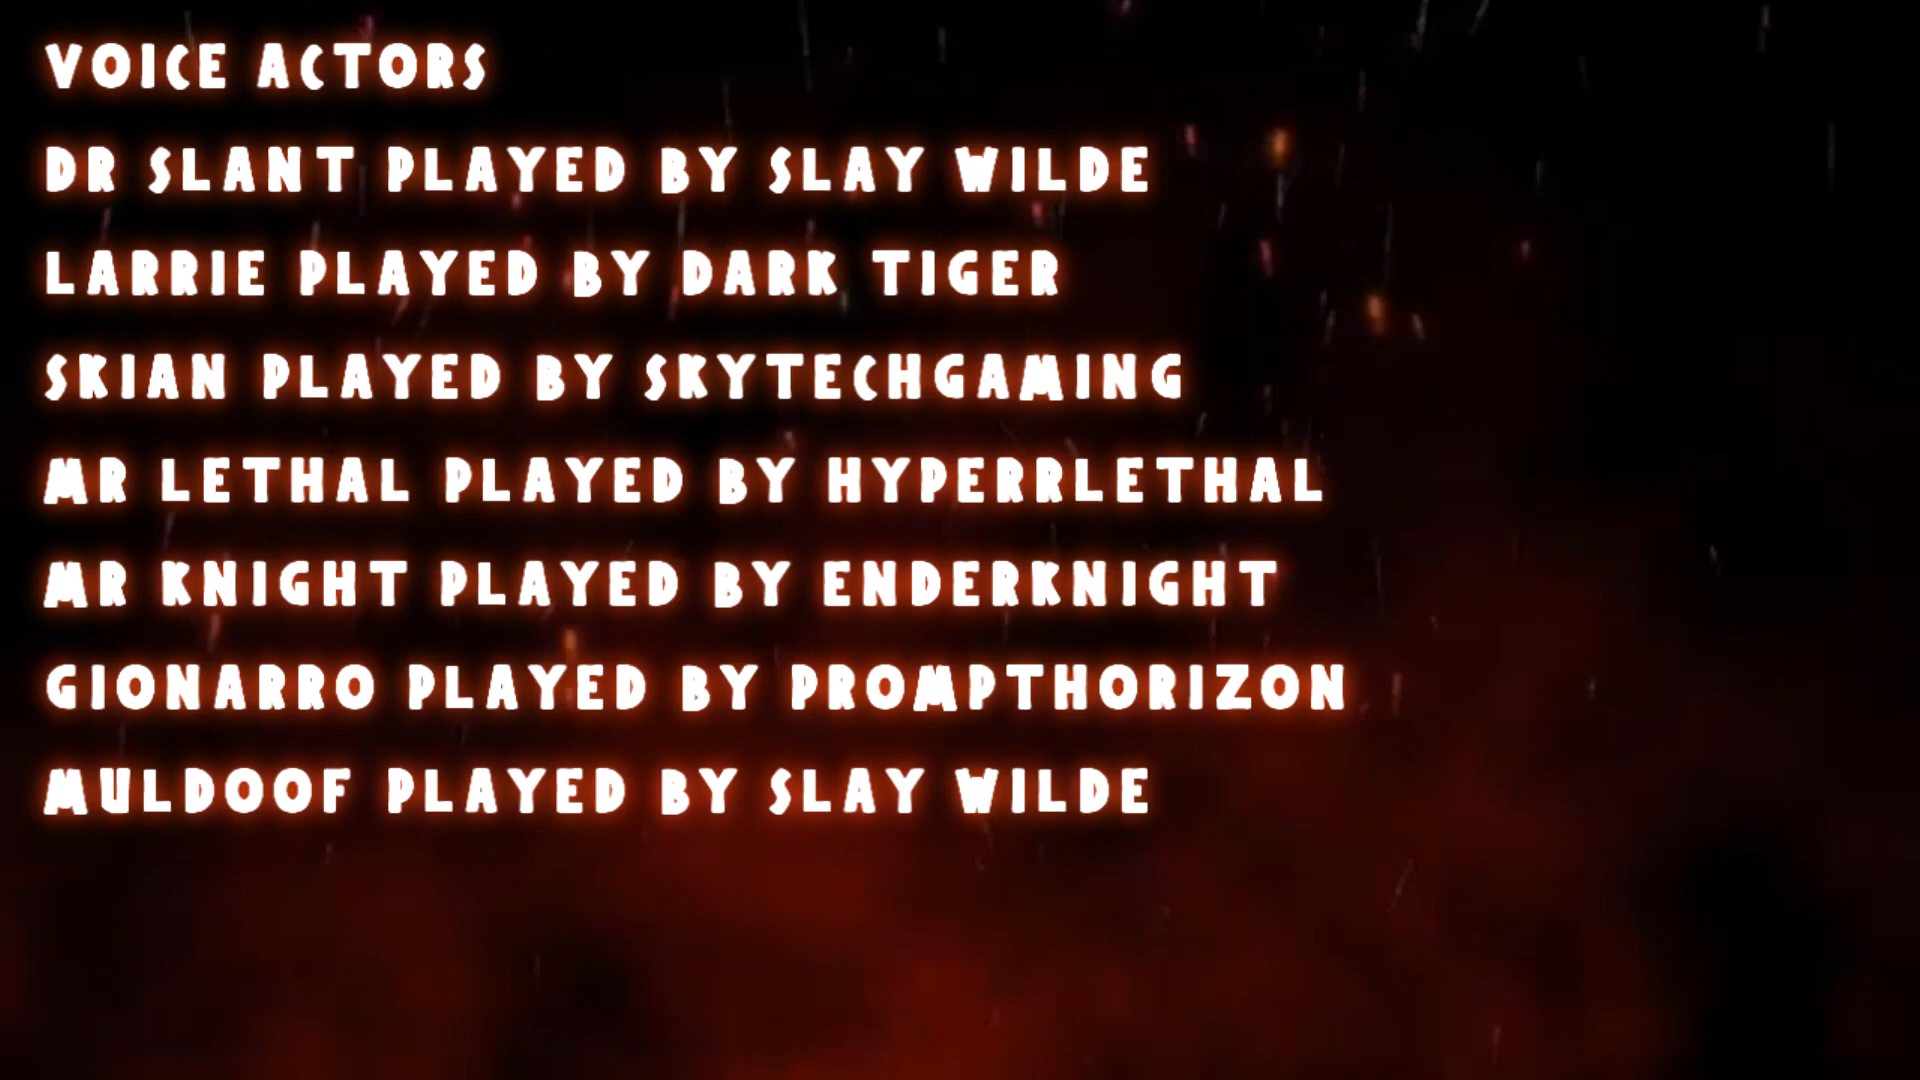 VOICE ACTORS
DR SLANT PLAYED BY SLAY WILDE
LARRIE PLAYED BY DARK TIGER
SKIAN PLAYED BY SKYTECHGAMING
MR LETHAL PLAYED BY HYPERRLETHAL
MR KNIGHT PLAYED BY ENDERKNIGHT
GIONARRO PLAYED BY PROMPTHORIZON
MULDOOF PLAYED BY SLAY WILDE